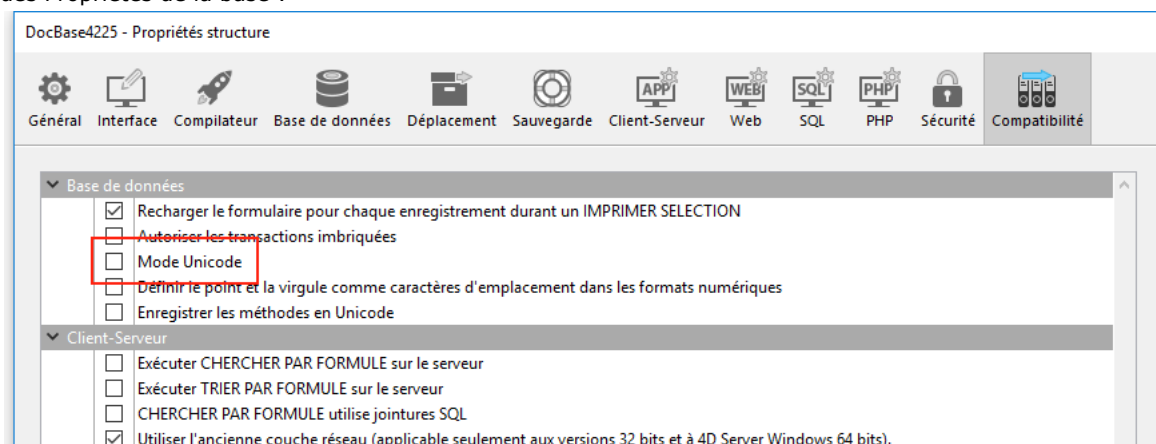 des Propriétés de la base :
DocBase4225 - Propriétés structure
APP WEB SQL PHP
Général Interface Compilateur Base de données Déplacement Sauvegarde Client-Serveur Web SQL PHP Sécurité Compatibilité
Base de données
Recharger le formulaire pour chaque enregistrement durant un IMPRIMER SELECTION
Autoriser les transactions imbriquées
Mode Unicode
Définir le point et la virgule comme caractères d'emplacement dans les formats numériques
Enregistrer les méthodes en Unicode
Client-Serveur
Exécuter CHERCHER PAR FORMULE sur le serveur
Exécuter TRIER PAR FORMULE sur le serveur
CHERCHER PAR FORMULE utilise jointures SQL
Utiliser l'ancienne couche réseau (applicable seulement aux versions 32 bits et à 4D Server Windows 64 bits).